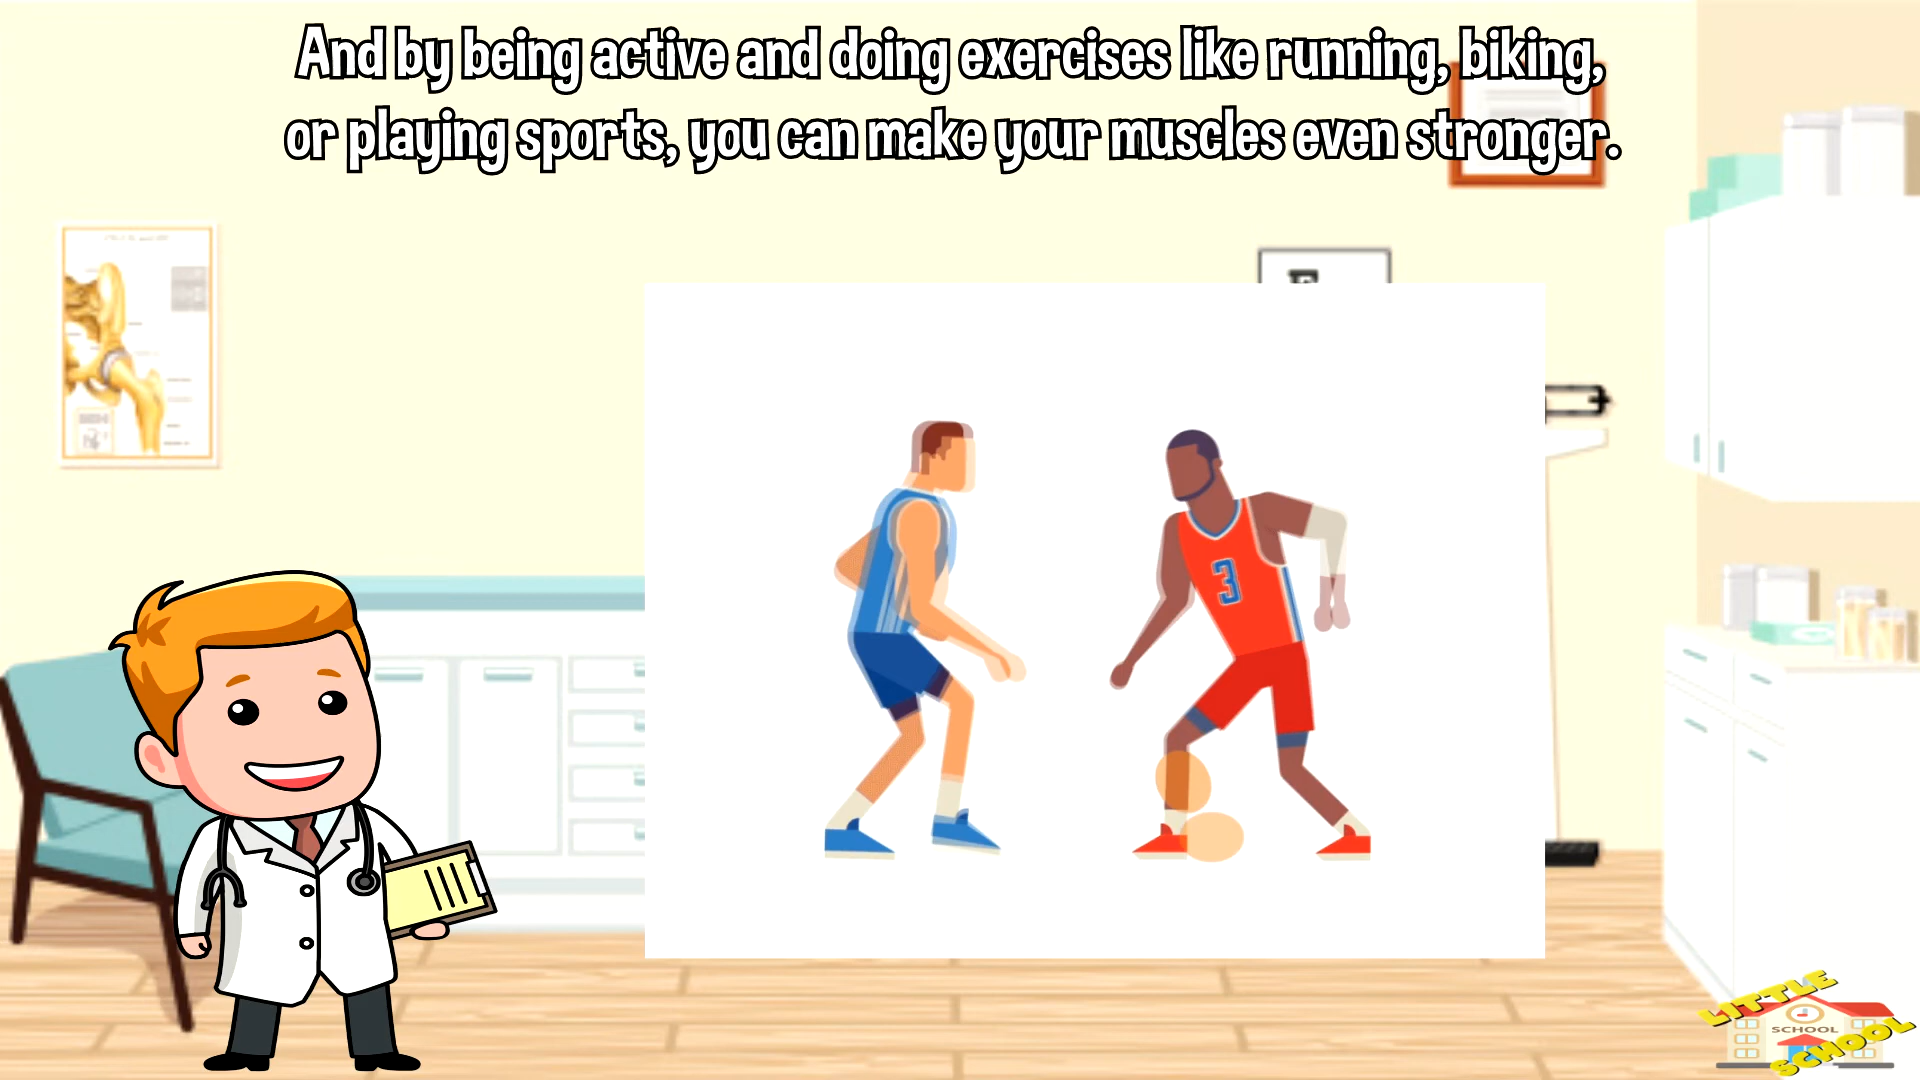 And by being active and doing exercises like running, biking,
or playing sports, you can make your muscles even stronger.
E
3
LITTLE
SCHOOL
SCHOOL